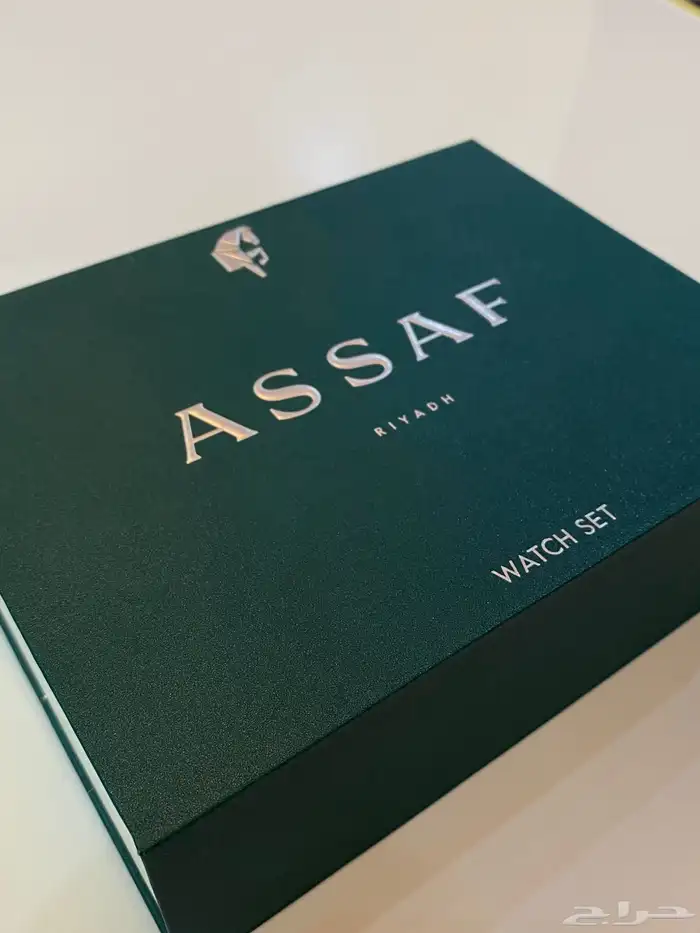 ASSAF
RIYADH
WATCH SET
حراج